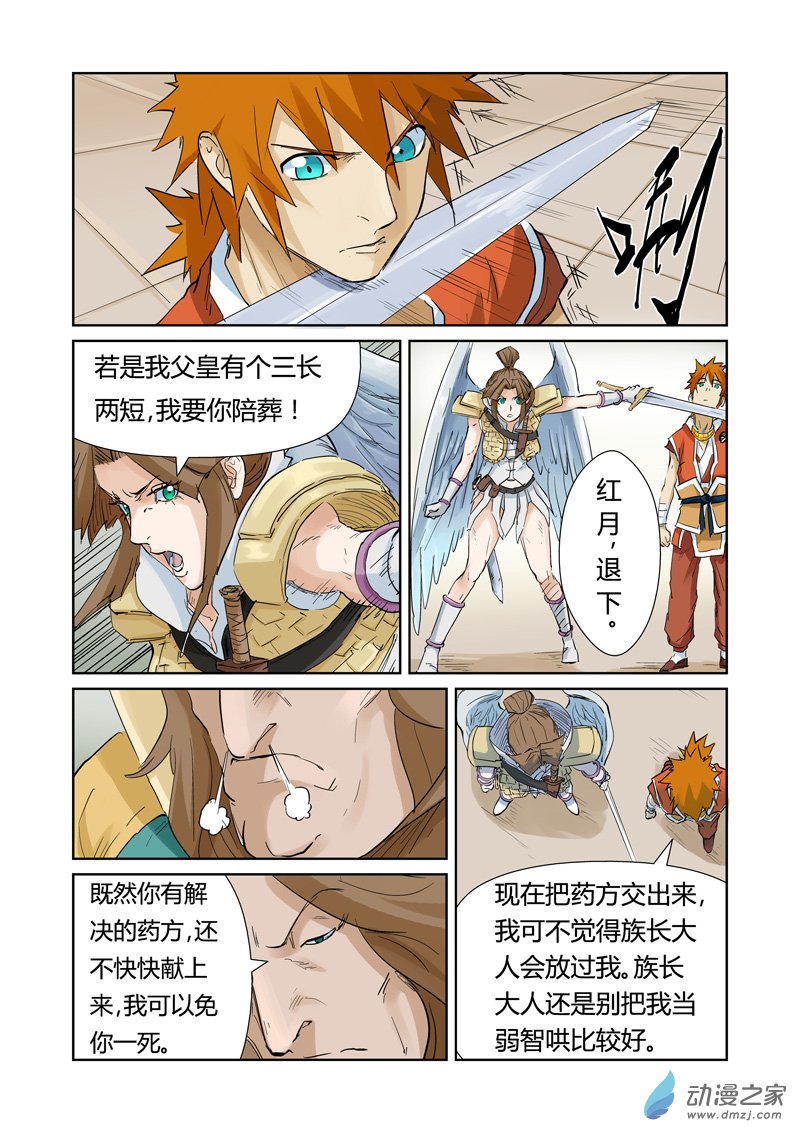 唰
若是我父皇有个三长
两短，我要你陪葬！
红月，退下。
既然你有解
决的药方，还
不快快献上
来，我可以免
你一死。
现在把药方交出来，
我可不觉得族长大
人会放过我。族长
大人还是别把我当
弱智哄比较好。
动漫之家
www.dmzj.com